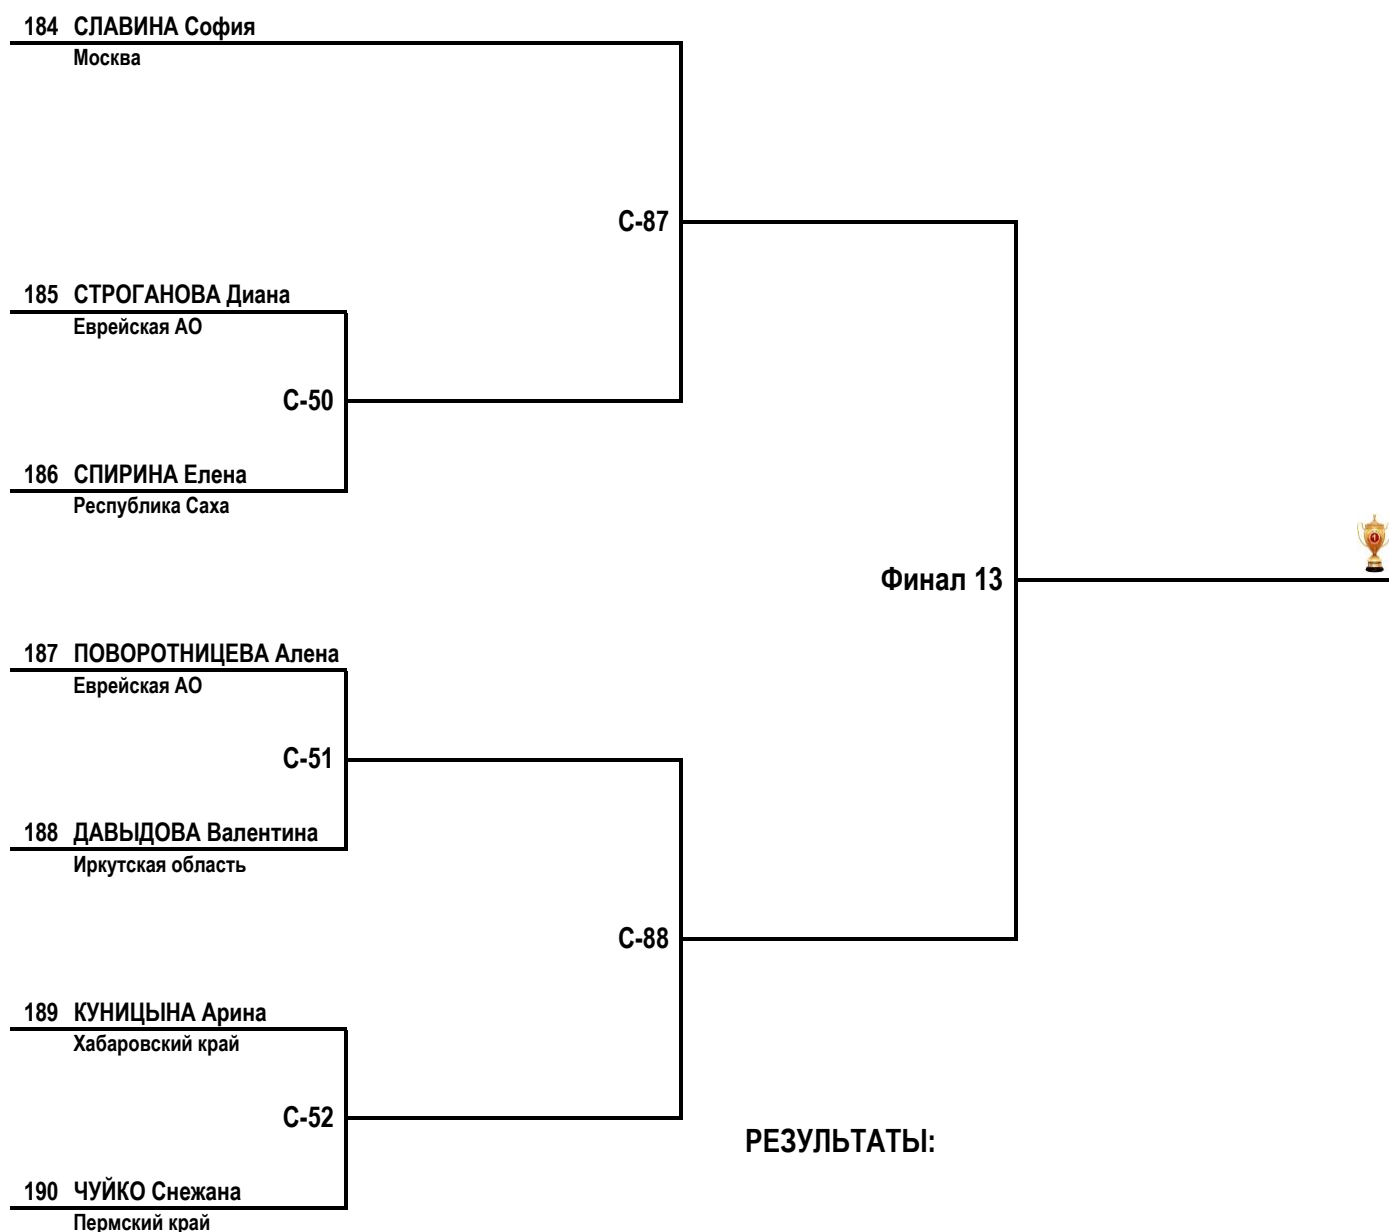 184 СЛАВИНА София
Москва
С-87
185 СТРОГАНОВА Диана
Еврейская АО
С-50
186 СПИРИНА Елена
Республика Саха
1
Финал 13
187 ПОВОРОТНИЦЕВА Алена
Еврейская АО
С-51
188 ДАВЫДОВА Валентина
Иркутская область
С-88
189 КУНИЦЫНА Арина
Хабаровский край
С-52
РЕЗУЛЬТАТЫ:
190 ЧУЙКО Снежана
Пермский край